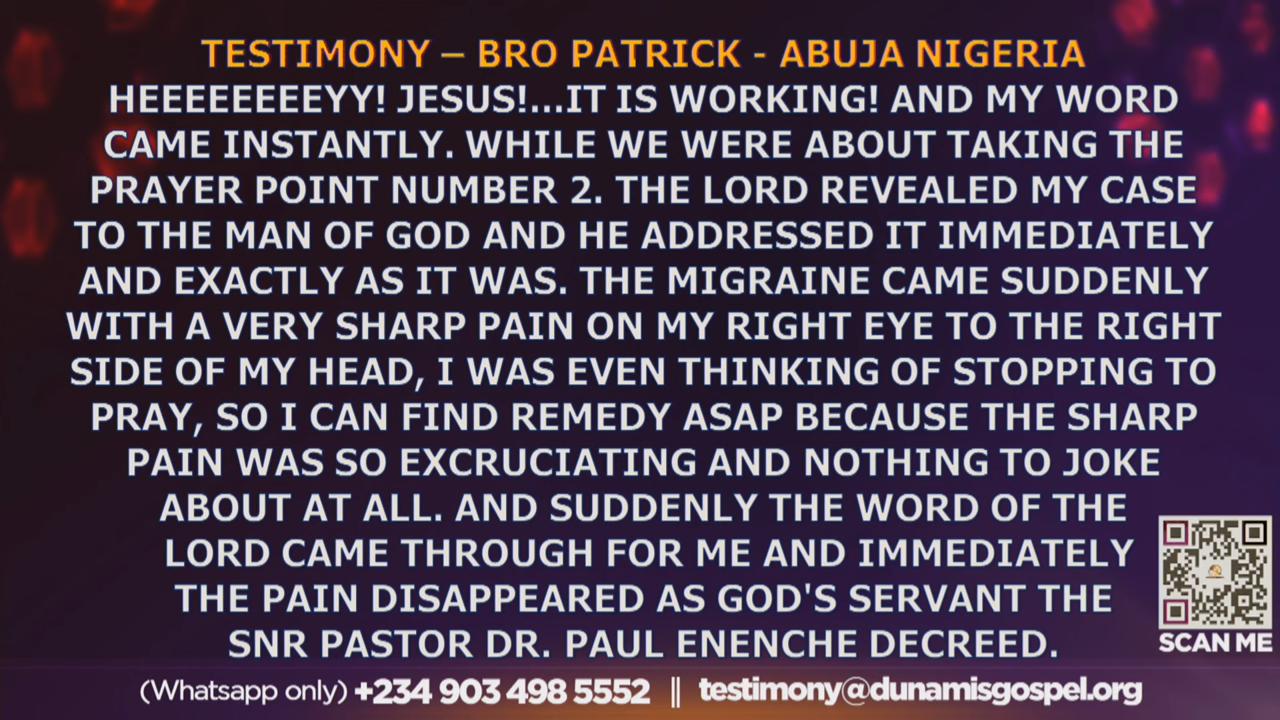 TESTIMONY – BRO PATRICK - ABUJA NIGERIA
HEEEEEEEEYY! JESUS!...IT IS WORKING! AND MY WORD
CAME INSTANTLY. WHILE WE WERE ABOUT TAKING THE
PRAYER POINT NUMBER 2. THE LORD REVEALED MY CASE
TO THE MAN OF GOD AND HE ADDRESSED IT IMMEDIATELY
AND EXACTLY AS IT WAS. THE MIGRAINE CAME SUDDENLY
WITH A VERY SHARP PAIN ON MY RIGHT EYE TO THE RIGHT
SIDE OF MY HEAD, I WAS EVEN THINKING OF STOPPING TO
PRAY, SO I CAN FIND REMEDY ASAP BECAUSE THE SHARP
PAIN WAS SO EXCRUCIATING AND NOTHING TO JOKE
ABOUT AT ALL. AND SUDDENLY THE WORD OF THE
LORD CAME THROUGH FOR ME AND IMMEDIATELY
THE PAIN DISAPPEARED AS GOD'S SERVANT THE
SNR PASTOR DR. PAUL ENENCHE DECREED.
SCAN ME
(Whatsapp only) +234 903 498 5552 || testimony@dunamisgospel.org